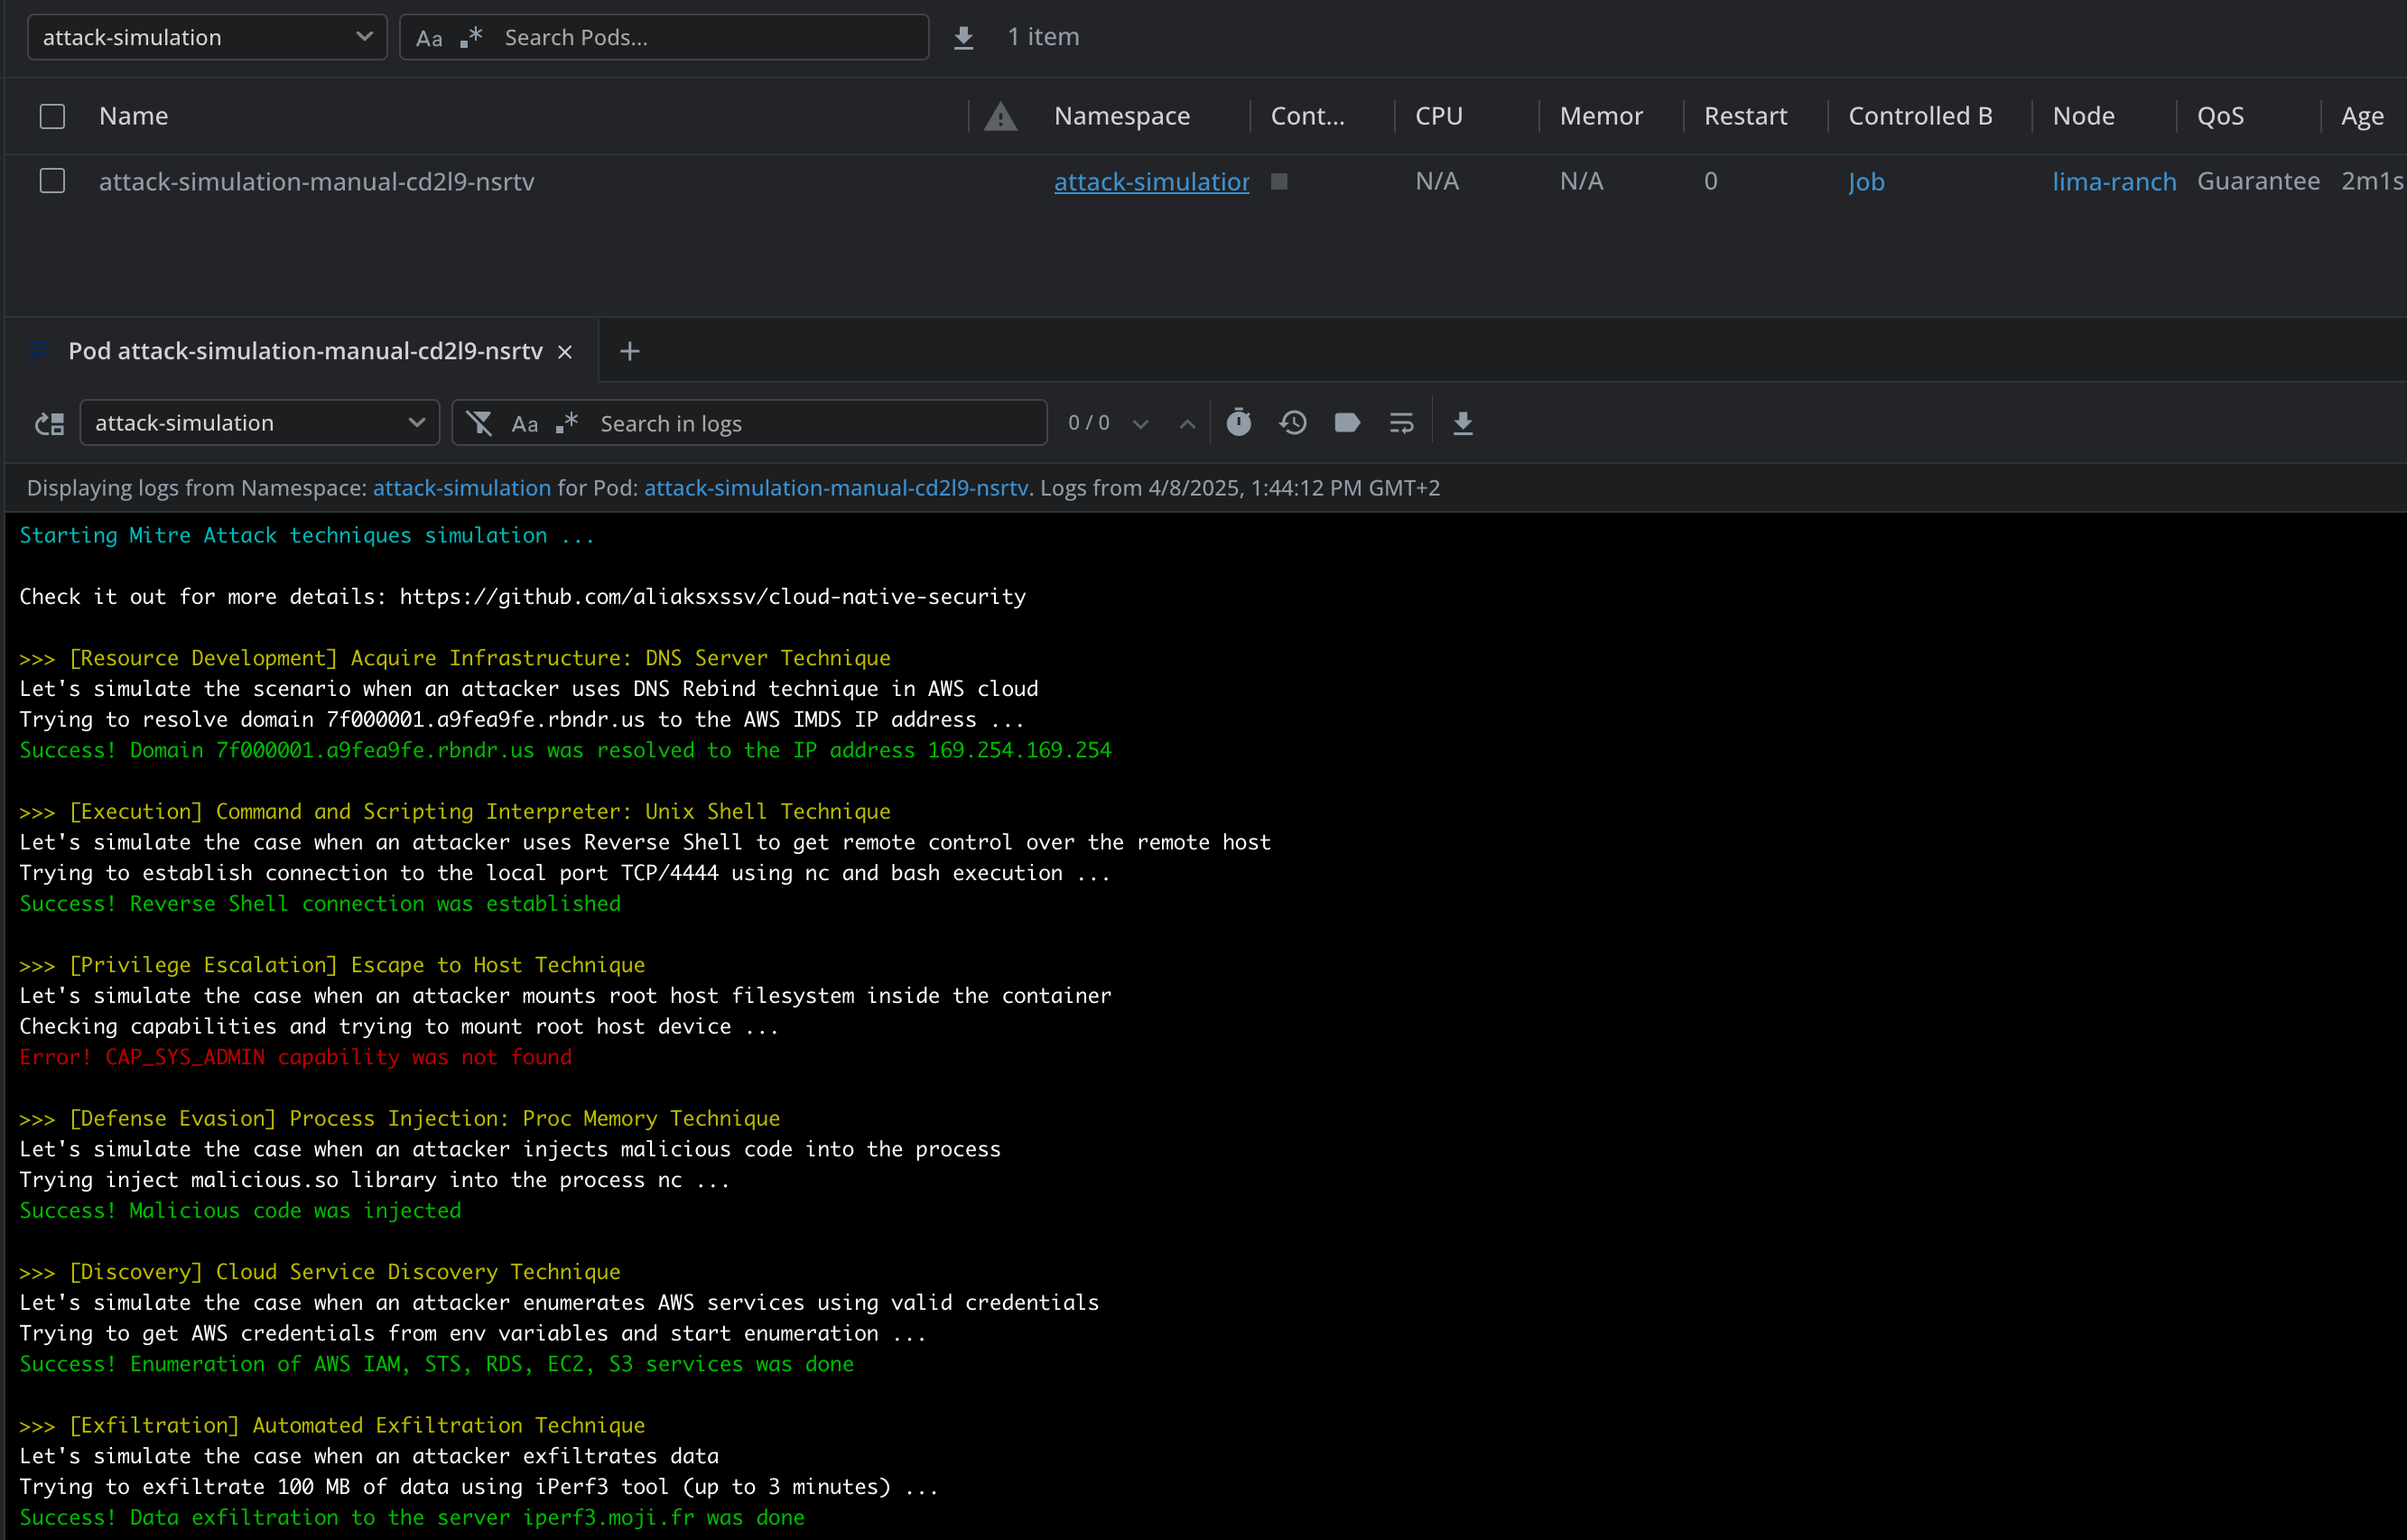 attack-simulation Aa .* Search Pods... 1 item
Name Namespace Cont... CPU Memor Restart Controlled B Node QoS Age
attack-simulation-manual-cd2l9-nsrtv attack-simulation N/A N/A 0 Job lima-ranch Guarantee 2m1s
Pod attack-simulation-manual-cd2l9-nsrtv × +
attack-simulation Aa .* Search in logs 0 / 0
Displaying logs from Namespace: attack-simulation for Pod: attack-simulation-manual-cd2l9-nsrtv. Logs from 4/8/2025, 1:44:12 PM GMT+2
Starting Mitre Attack techniques simulation ...
Check it out for more details: https://github.com/aliaksxssv/cloud-native-security
>>> [Resource Development] Acquire Infrastructure: DNS Server Technique
Let's simulate the scenario when an attacker uses DNS Rebind technique in AWS cloud
Trying to resolve domain 7f000001.a9fea9fe.rbndr.us to the AWS IMDS IP address ...
Success! Domain 7f000001.a9fea9fe.rbndr.us was resolved to the IP address 169.254.169.254
>>> [Execution] Command and Scripting Interpreter: Unix Shell Technique
Let's simulate the case when an attacker uses Reverse Shell to get remote control over the remote host
Trying to establish connection to the local port TCP/4444 using nc and bash execution ...
Success! Reverse Shell connection was established
>>> [Privilege Escalation] Escape to Host Technique
Let's simulate the case when an attacker mounts root host filesystem inside the container
Checking capabilities and trying to mount root host device ...
Error! CAP_SYS_ADMIN capability was not found
>>> [Defense Evasion] Process Injection: Proc Memory Technique
Let's simulate the case when an attacker injects malicious code into the process
Trying inject malicious.so library into the process nc ...
Success! Malicious code was injected
>>> [Discovery] Cloud Service Discovery Technique
Let's simulate the case when an attacker enumerates AWS services using valid credentials
Trying to get AWS credentials from env variables and start enumeration ...
Success! Enumeration of AWS IAM, STS, RDS, EC2, S3 services was done
>>> [Exfiltration] Automated Exfiltration Technique
Let's simulate the case when an attacker exfiltrates data
Trying to exfiltrate 100 MB of data using iPerf3 tool (up to 3 minutes) ...
Success! Data exfiltration to the server iperf3.moji.fr was done